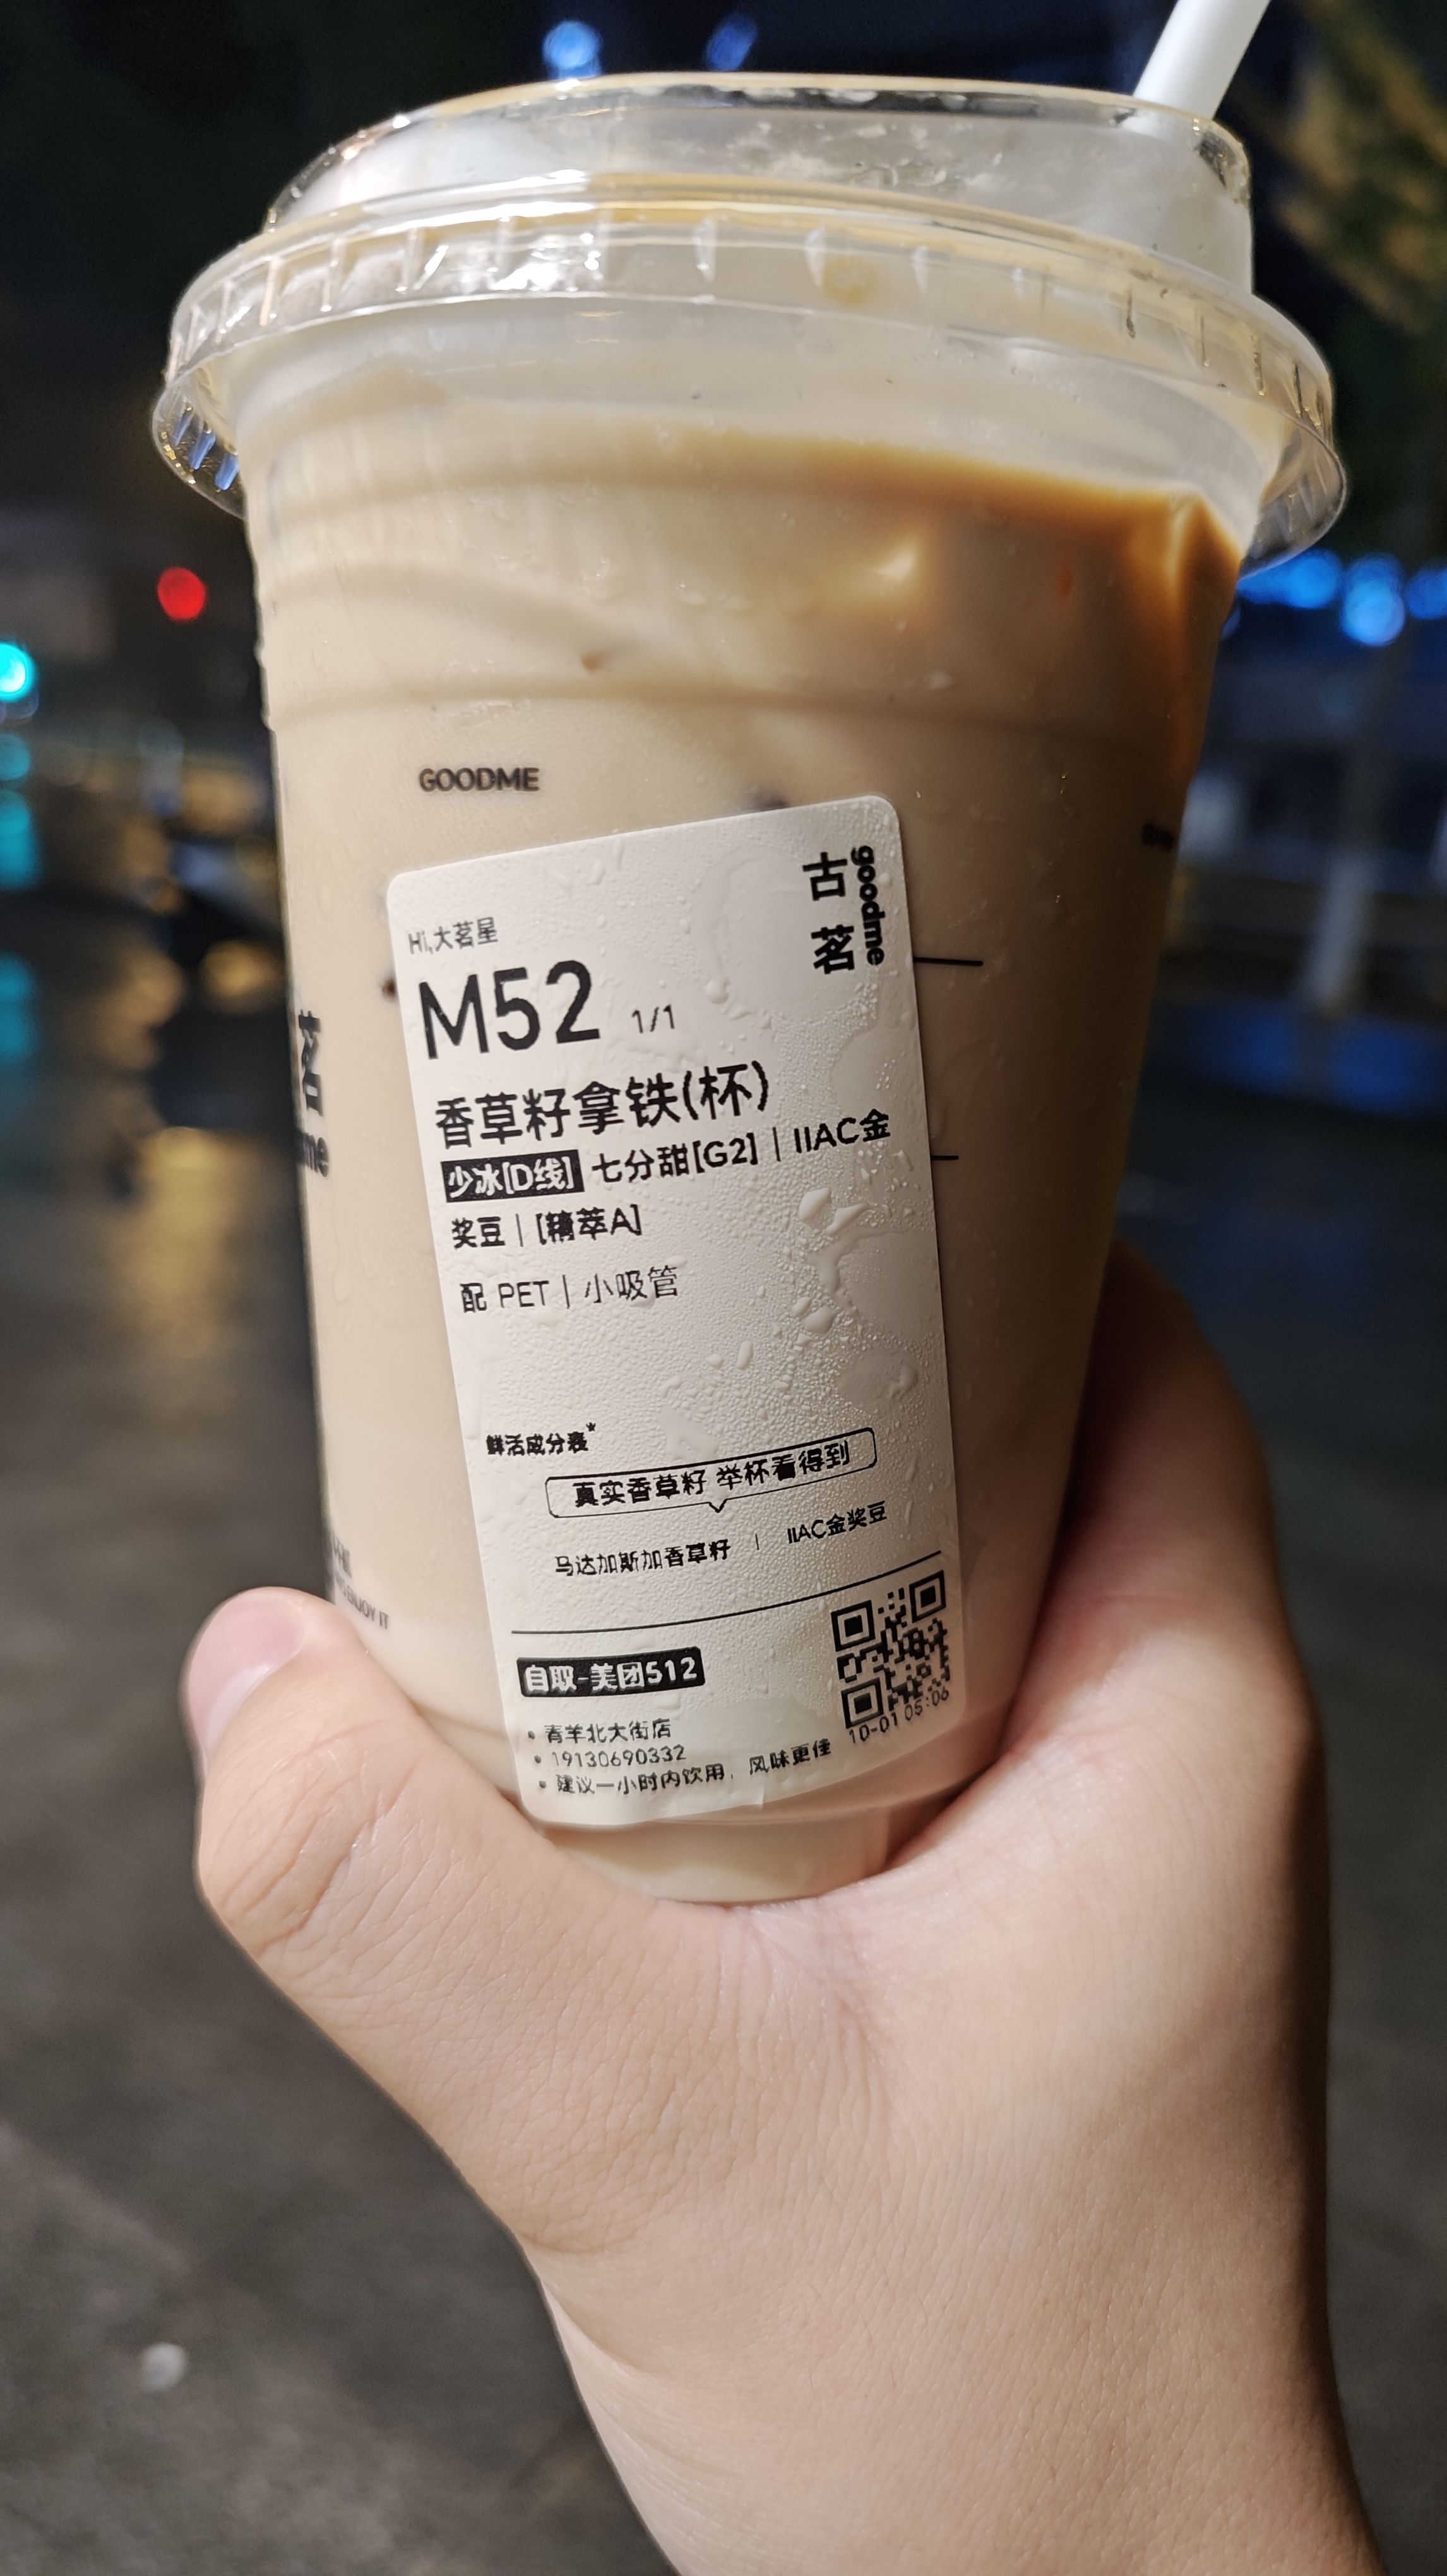 GOODME
古茗
goodme
Hi,大茗星
M52 1/1
香草籽拿铁(杯)
少冰[D线] 七分甜[G2] | IIAC金
奖豆 | [精萃A]
配 PET | 小吸管
鲜活成分表*
真实香草籽 举杯看得到
马达加斯加香草籽 | IIAC金奖豆
自取-美团512
• 青羊北大街店
• 19130690332
• 建议一小时内饮用，风味更佳
10-01 05:06
茗
me
ENJOY IT